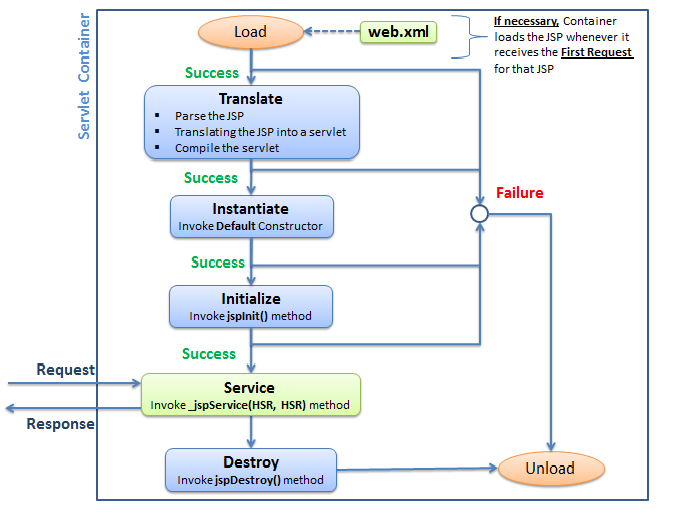 Servlet Container
Load
web.xml
If necessary, Container
loads the JSP whenever it
receives the First Request
for that JSP
Success
Translate
▪ Parse the JSP
▪ Translating the JSP into a servlet
▪ Compile the servlet
Success
Failure
Instantiate
Invoke Default Constructor
Success
Initialize
Invoke jspInit() method
Success
Request
Service
Invoke _jspService(HSR, HSR) method
Response
Destroy
Invoke jspDestroy() method
Unload